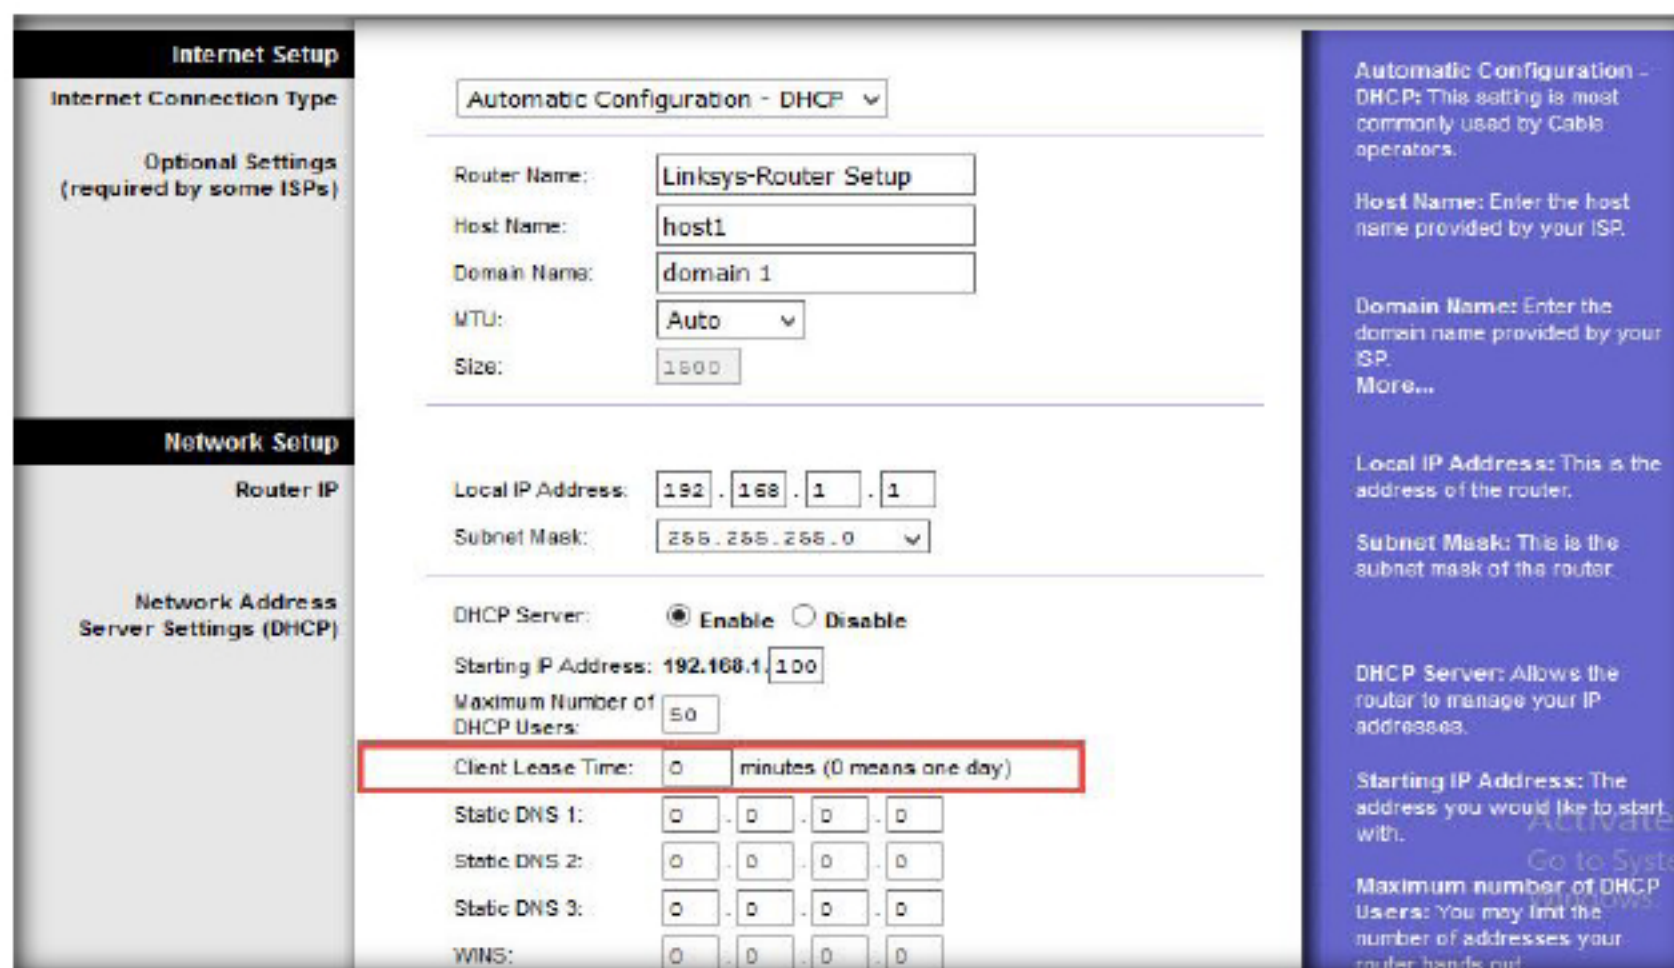 Internet Setup
Internet Connection Type
Automatic Configuration - DHCP
Optional Settings
(required by some ISPs)
Router Name: Linksys-Router Setup
Host Name: host1
Domain Name: domain 1
MTU: Auto
Size: 1500
Network Setup
Router IP
Local IP Address: 192 . 168 . 1 . 1
Subnet Mask: 255.255.255.0
Network Address
Server Settings (DHCP)
DHCP Server: Enable Disable
Starting IP Address: 192.168.1. 100
Maximum Number of
DHCP Users: 50
Client Lease Time: 0 minutes (0 means one day)
Static DNS 1: 0 . 0 . 0 . 0
Static DNS 2: 0 . 0 . 0 . 0
Static DNS 3: 0 . 0 . 0 . 0
WINS: 0 . 0 . 0 . 0
Automatic Configuration -
DHCP: This setting is most
commonly used by Cable
operators.
Host Name: Enter the host
name provided by your ISP.
Domain Name: Enter the
domain name provided by your
ISP.
More...
Local IP Address: This is the
address of the router.
Subnet Mask: This is the
subnet mask of the router.
DHCP Server: Allows the
router to manage your IP
addresses.
Starting IP Address: The
address you would like to start
with.
Maximum number of DHCP
Users: You may limit the
number of addresses your
router hands out
Activate
Go to Syste
Windows.